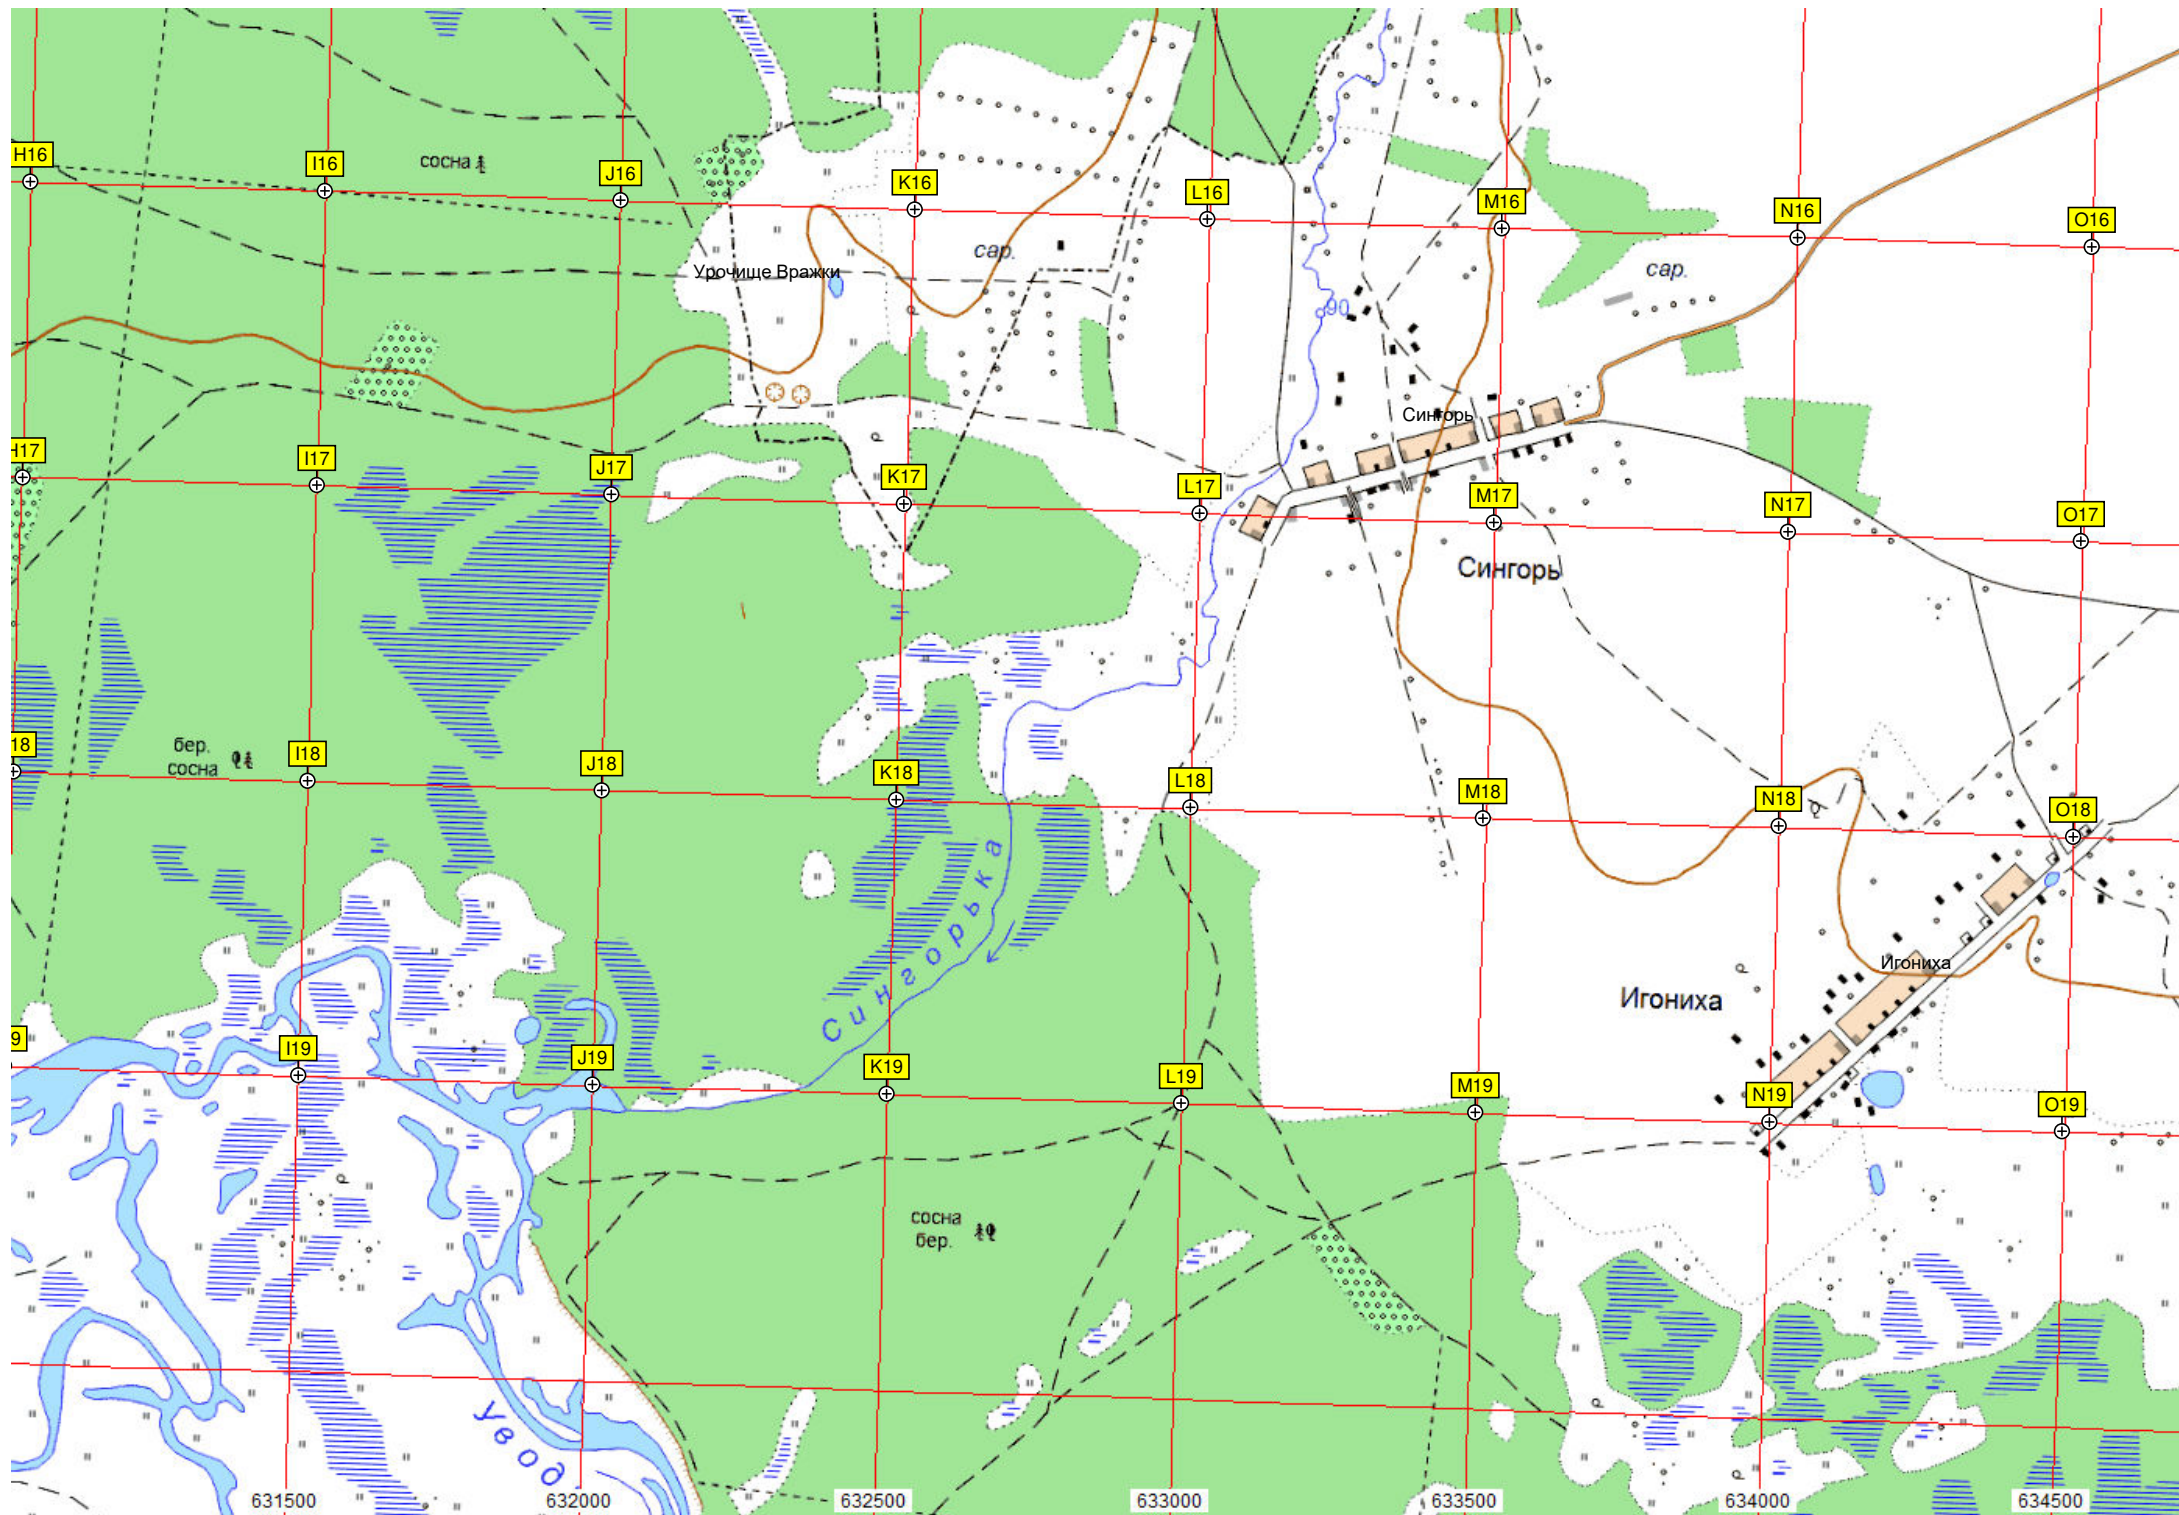 H16
I16
сосна
J16
K16
L16
M16
N16
O16
сар.
сар.
Урочище Вражки
90
Сингорь
H17
I17
J17
K17
L17
M17
N17
O17
Сингорь
18
бер.
сосна
I18
J18
K18
L18
M18
N18
O18
Сингорька
Игониха
Игониха
9
I19
J19
K19
L19
M19
N19
O19
сосна
бер.
Увод
631500
632000
632500
633000
633500
634000
634500